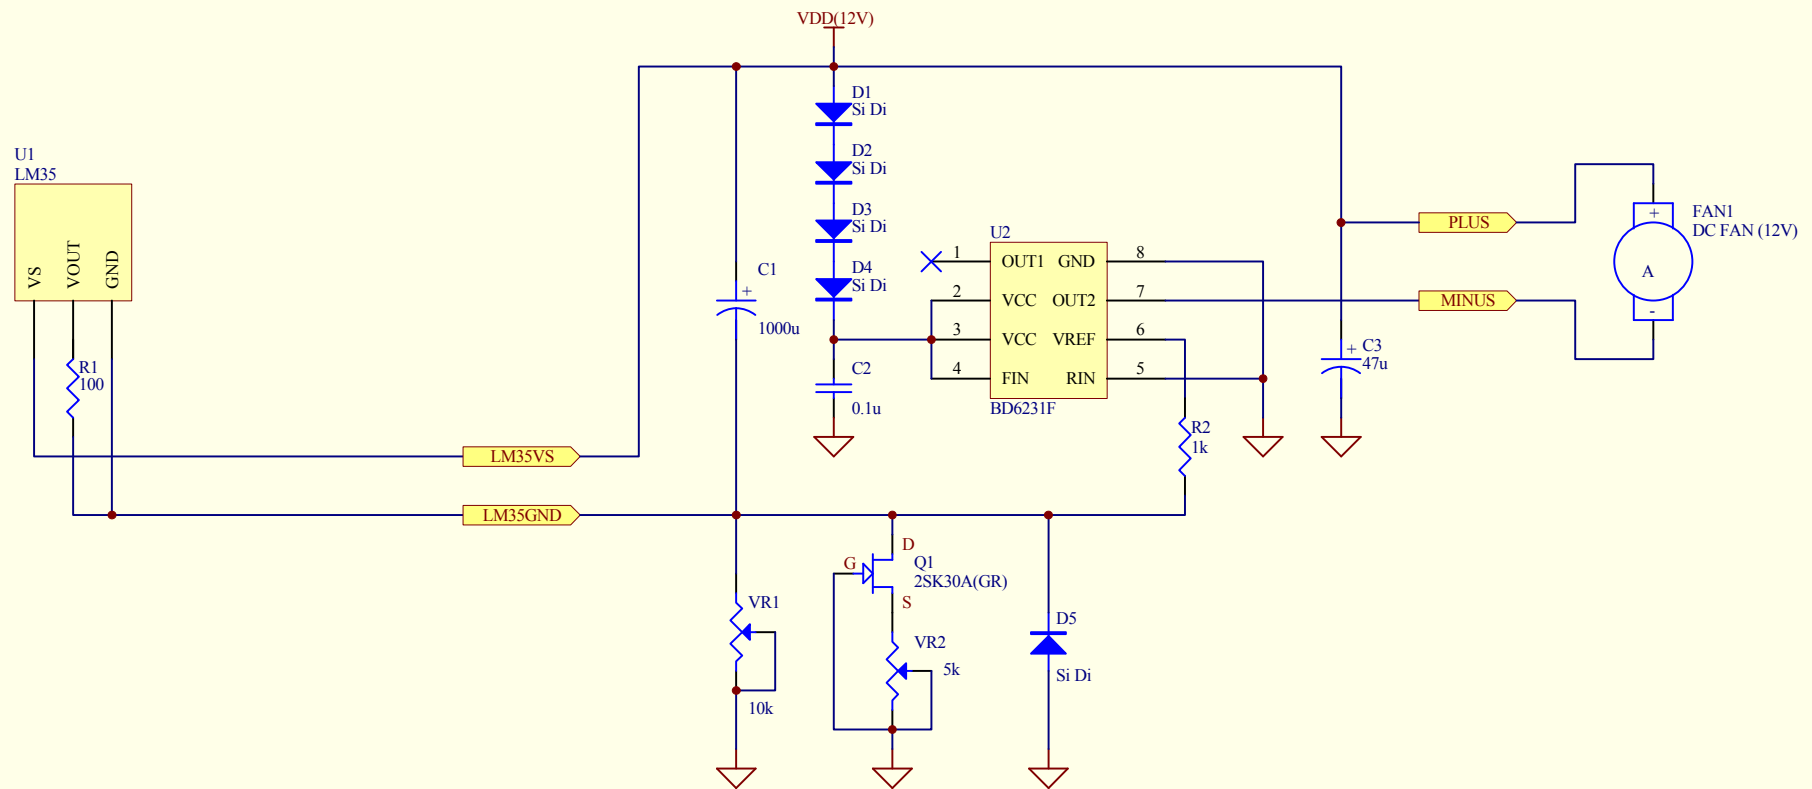 VDD(12V)
D1
Si Di
D2
Si Di
D3
Si Di
D4
Si Di
U1
LM35
VS
VOUT
GND
R1
100
LM35VS
LM35GND
C1
+
1000u
C2
0.1u
U2
1
OUT1
GND
8
2
VCC
OUT2
7
3
VCC
VREF
6
4
FIN
RIN
5
BD6231F
R2
1k
PLUS
MINUS
+
C3
47u
FAN1
DC FAN (12V)
+
A
-
VR1
10k
D
G
Q1
2SK30A(GR)
S
VR2
5k
D5
Si Di